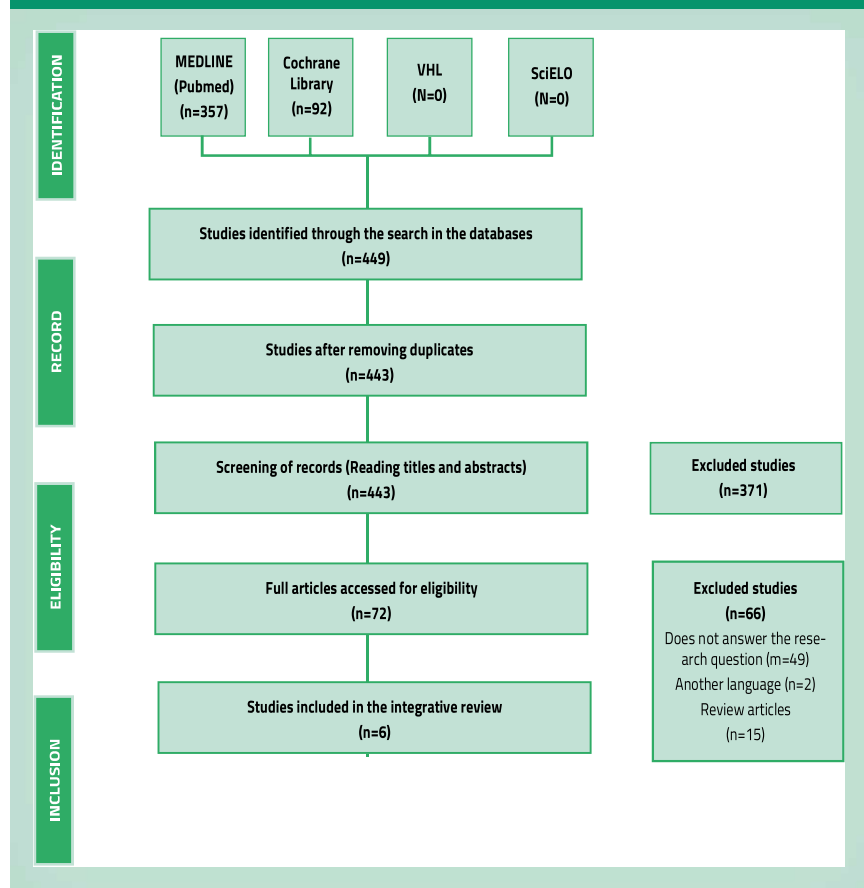 IDENTIFICATION
MEDLINE
(Pubmed)
(n=357)
Cochrane
Library
(n=92)
VHL
(N=0)
SciELO
(N=0)
Studies identified through the search in the databases
(n=449)
RECORD
Studies after removing duplicates
(n=443)
Screening of records (Reading titles and abstracts)
(n=443)
Excluded studies
(n=371)
ELIGIBILITY
Full articles accessed for eligibility
(n=72)
Excluded studies
(n=66)
Does not answer the rese-
arch question (m=49)
Another language (n=2)
Review articles
(n=15)
Studies included in the integrative review
(n=6)
INCLUSION